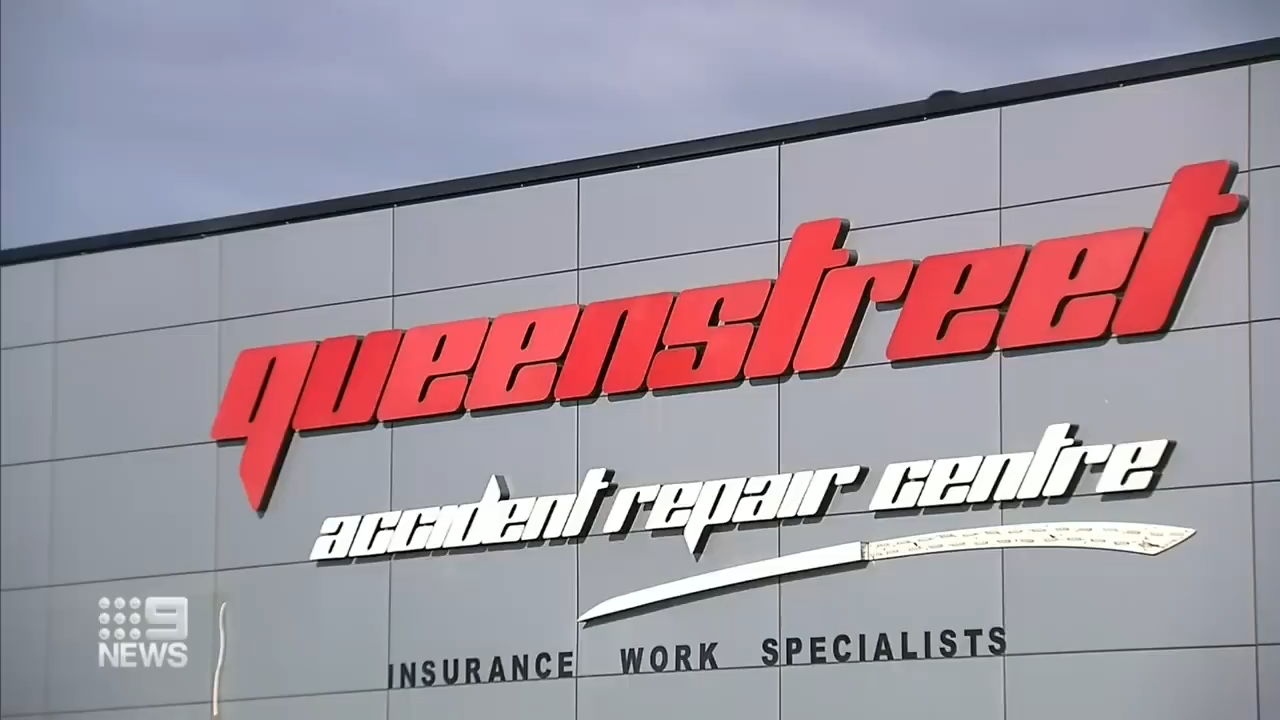 queenstreet
accident repair centre
INSURANCE WORK SPECIALISTS
9
NEWS